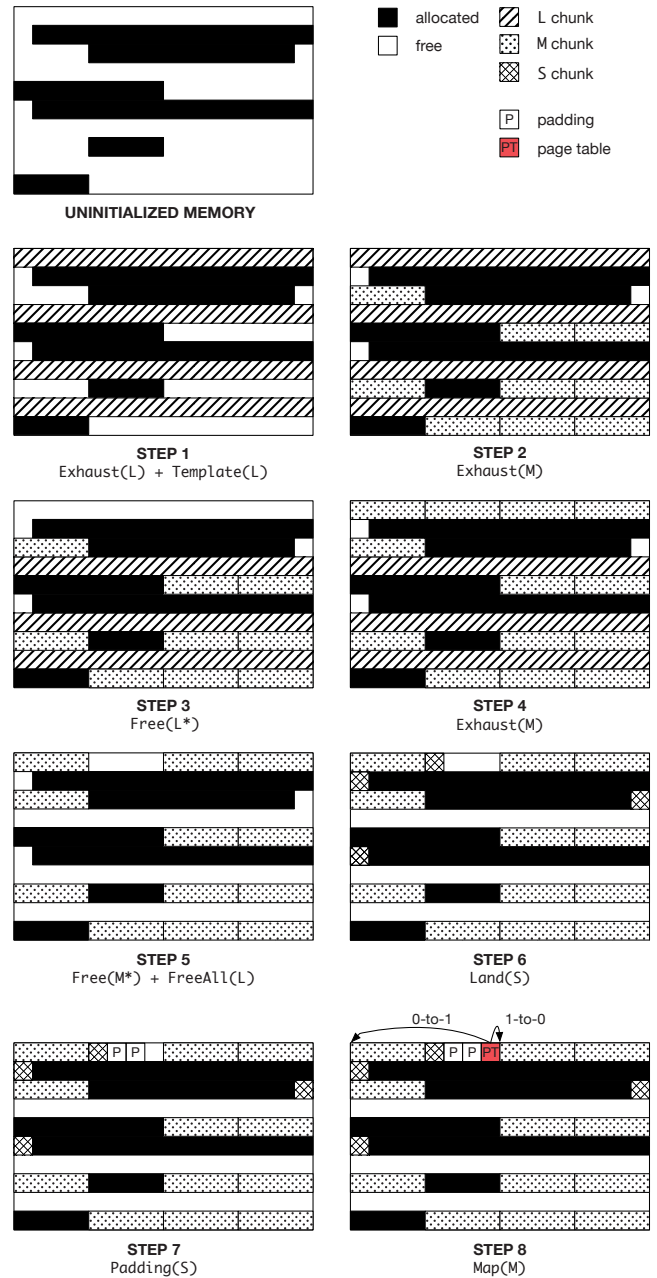 allocated
free
L chunk
M chunk
S chunk
P padding
PT page table
UNINITIALIZED MEMORY
STEP 1
Exhaust(L) + Template(L)
STEP 2
Exhaust(M)
STEP 3
Free(L*)
STEP 4
Exhaust(M)
STEP 5
Free(M*) + FreeAll(L)
STEP 6
Land(S)
P P
STEP 7
Padding(S)
0-to-1 1-to-0
P P PT
STEP 8
Map(M)